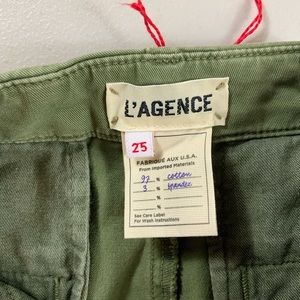 L'AGENCE
25
FABRIQUÉ AUX U.S.A.
From Imported Materials
97 % cotton
3 % spandex
%
%
See Care Label
For Wash Instructions